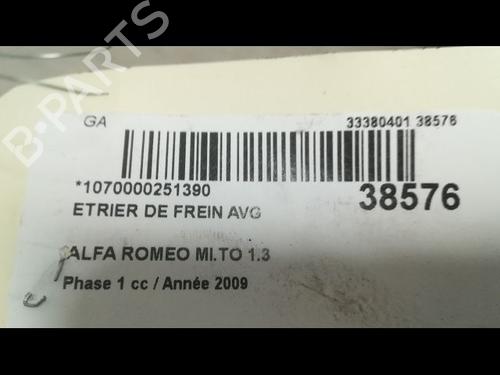 GA 33380401 38576
*1070000251390 38576
ETRIER DE FREIN AVG
ALFA ROMEO MI.TO 1.3
Phase 1 cc / Année 2009
B-PARTS